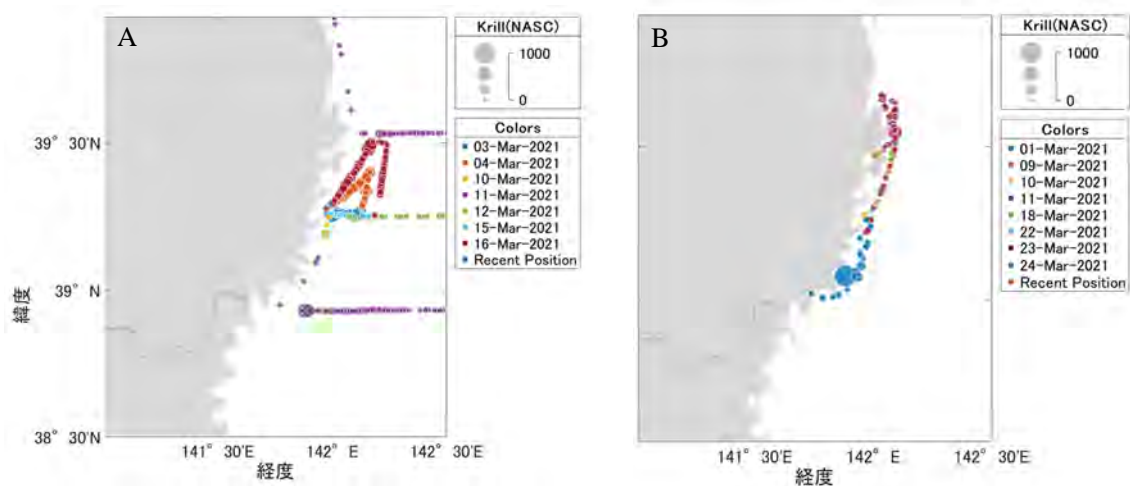 A
Krill(NASC)
1000
0
Colors
03-Mar-2021
04-Mar-2021
10-Mar-2021
11-Mar-2021
12-Mar-2021
15-Mar-2021
16-Mar-2021
Recent Position
39° 30'N
39° N
38° 30'N
緯度
141° 30'E
142° E
142° 30'E
経度
B
Krill(NASC)
1000
0
Colors
01-Mar-2021
09-Mar-2021
10-Mar-2021
11-Mar-2021
18-Mar-2021
22-Mar-2021
23-Mar-2021
24-Mar-2021
Recent Position
141° 30'E
142° E
142° 30'E
経度